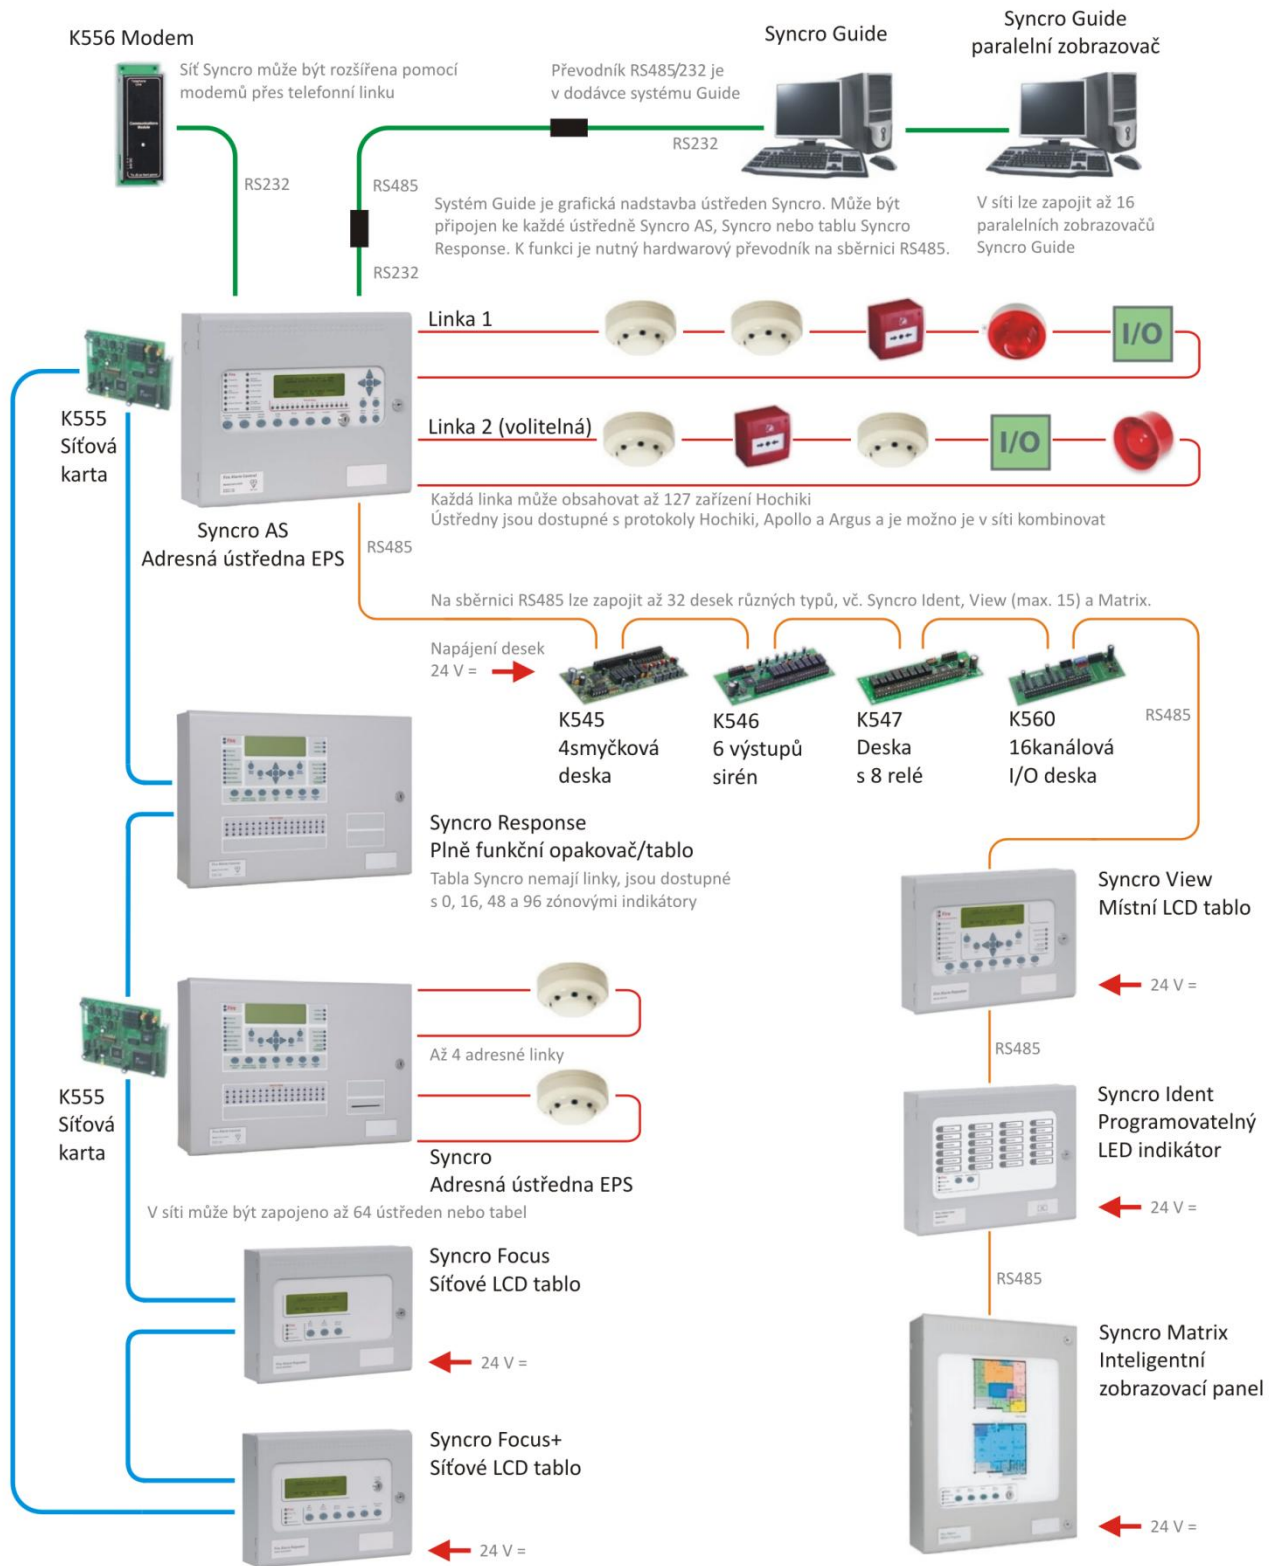 K556 Modem
Síť Syncro může být rozšířena pomocí
modemů přes telefonní linku
Převodník RS485/232 je
v dodávce systému Guide
Syncro Guide
Syncro Guide
paralelní zobrazovač
RS232
RS232
RS485
RS232
Systém Guide je grafická nadstavba ústředen Syncro. Může být
připojen ke každé ústředně Syncro AS, Syncro nebo tablu Syncro
Response. K funkci je nutný hardwarový převodník na sběrnici RS485.
V síti lze zapojit až 16
paralelních zobrazovačů
Syncro Guide
Linka 1
I/O
K555
Síťová
karta
Linka 2 (volitelná)
I/O
Každá linka může obsahovat až 127 zařízení Hochiki
Ústředny jsou dostupné s protokoly Hochiki, Apollo a Argus a je možno je v síti kombinovat
Syncro AS
Adresná ústředna EPS
RS485
Na sběrnici RS485 lze zapojit až 32 desek různých typů, vč. Syncro Ident, View (max. 15) a Matrix.
Napájení desek
24 V =
K545
4smyčková
deska
K546
6 výstupů
sirén
K547
Deska
s 8 relé
K560
16kanálová
I/O deska
RS485
Syncro Response
Plně funkční opakovač/tablo
Tabla Syncro nemají linky, jsou dostupné
s 0, 16, 48 a 96 zónovými indikátory
Syncro View
Místní LCD tablo
24 V =
RS485
K555
Síťová
karta
Až 4 adresné linky
Syncro
Adresná ústředna EPS
Syncro Ident
Programovatelný
LED indikátor
24 V =
RS485
V síti může být zapojeno až 64 ústředen nebo tabel
Syncro Focus
Síťové LCD tablo
24 V =
Syncro Matrix
Inteligentní
zobrazovací panel
24 V =
Syncro Focus+
Síťové LCD tablo
24 V =